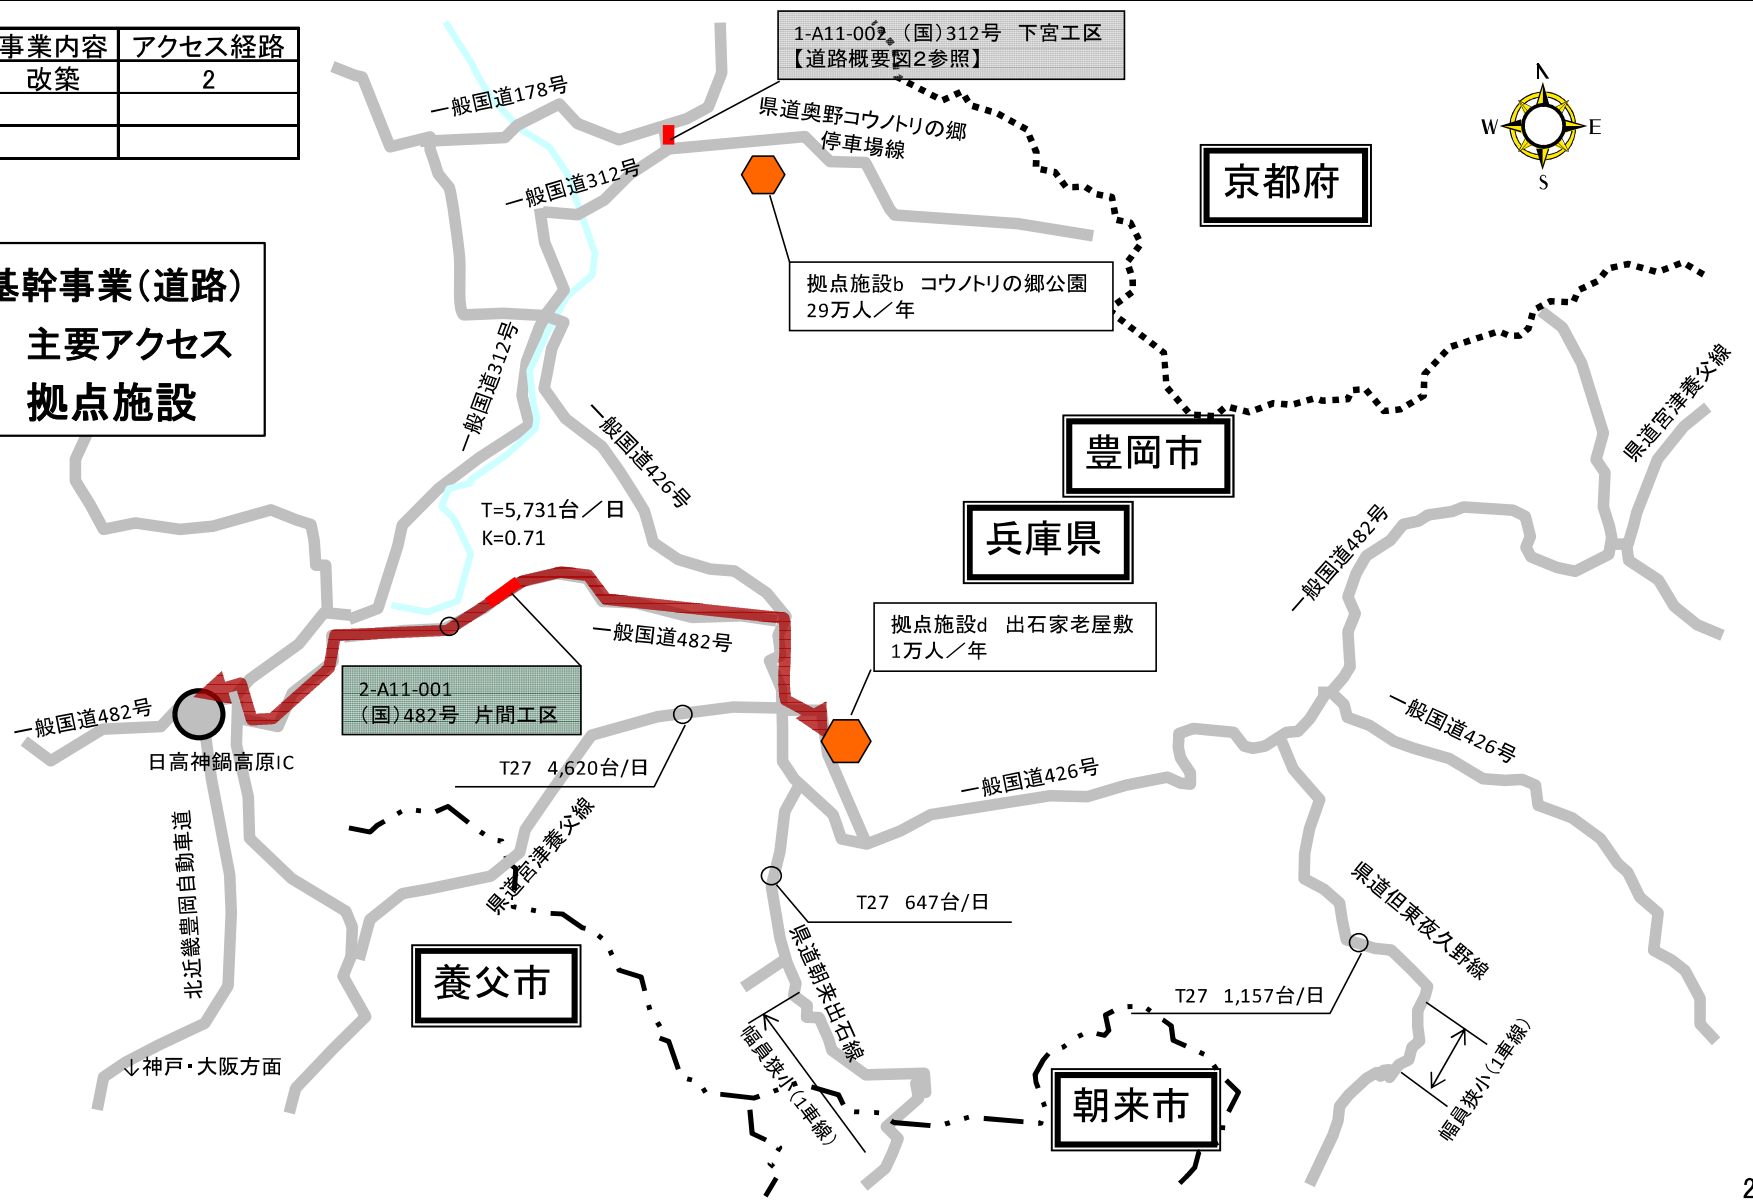 事業内容 アクセス経路
改築 2
1-A11-002 (国)312号 下宮工区
【道路概要図2参照】
N
W E
S
一般国道178号
県道奥野コウノトリの郷
停車場線
京都府
一般国道312号
基幹事業(道路)
主要アクセス
拠点施設
拠点施設b コウノトリの郷公園
29万人/年
一般国道312号
一般国道426号
県道宮津養父線
豊岡市
兵庫県
T=5,731台/日
K=0.71
一般国道482号
拠点施設d 出石家老屋敷
1万人/年
一般国道482号
2-A11-001
(国)482号 片間工区
一般国道482号
日高神鍋高原IC
T27 4,620台/日
一般国道426号
一般国道426号
県道宮津養父線
北近畿豊岡自動車道
T27 647台/日
県道但東夜久野線
県道朝来出石線
養父市
T27 1,157台/日
幅員狭小(1車線)
幅員狭小(1車線)
↓神戸・大阪方面
朝来市
2